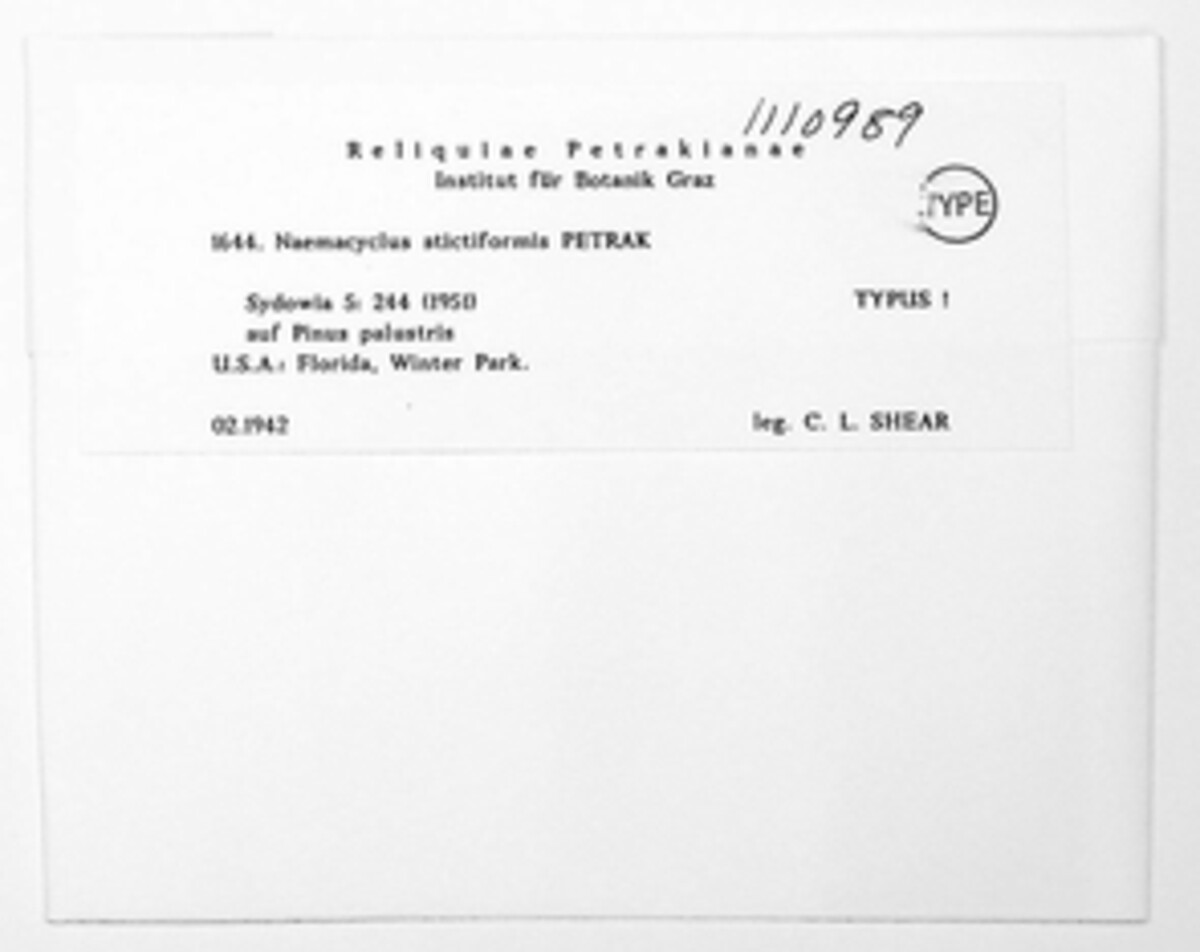 1110989
Reliquiae Petrakianae
Institut für Botanik Graz
TYPE
1644. Naemacyclus stictiformis PETRAK
Sydowia 5: 244 (1951)
TYPUS !
auf Pinus palustris
U.S.A.: Florida, Winter Park.
02.1942
leg. C. L. SHEAR